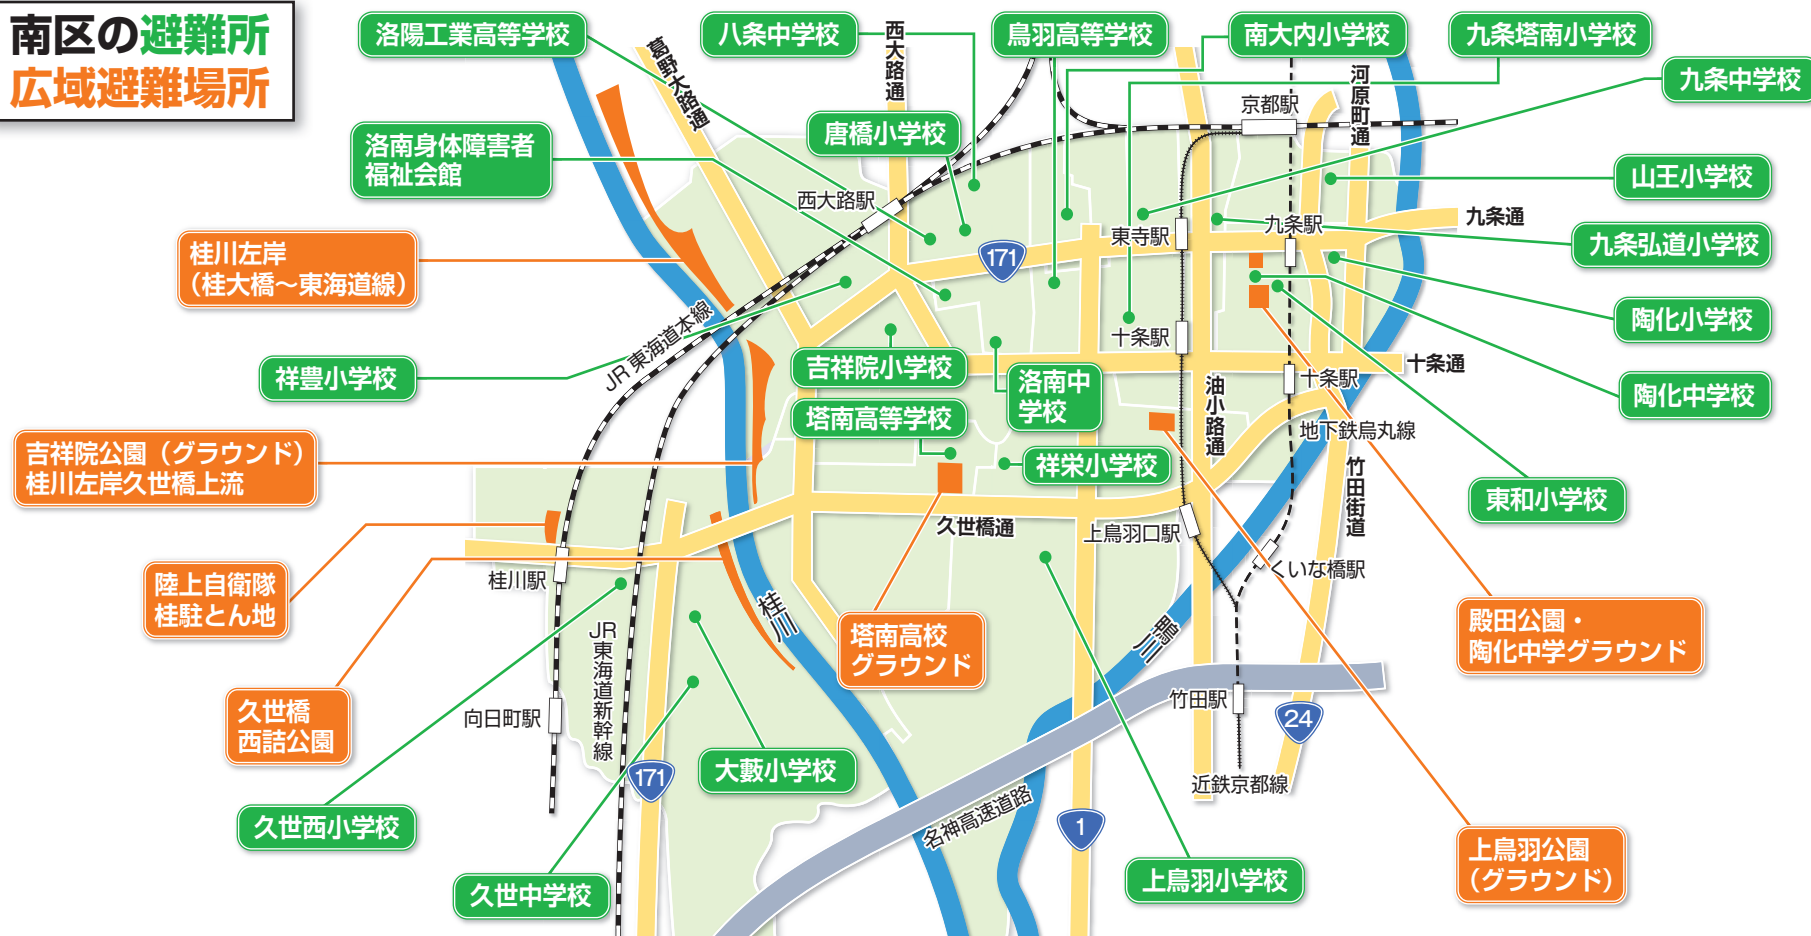 南区の避難所
広域避難場所
洛陽工業高等学校
八条中学校
西大路通
鳥羽高等学校
南大内小学校
九条塔南小学校
九条中学校
葛野大路通
河原町通
京都駅
唐橋小学校
洛南身体障害者
福祉会館
山王小学校
西大路駅
九条通
東寺駅
九条駅
九条弘道小学校
171
桂川左岸
（桂大橋～東海道線）
陶化小学校
JR東海道本線
十条駅
祥豊小学校
吉祥院小学校
洛南中
学校
十条通
十条駅
陶化中学校
油小路通
塔南高等学校
地下鉄烏丸線
吉祥院公園（グラウンド）
桂川左岸久世橋上流
祥栄小学校
竹田街道
東和小学校
久世橋通
上鳥羽口駅
陸上自衛隊
桂駐とん地
桂川駅
くいな橋駅
桂川
鴨川
塔南高校
グラウンド
殿田公園・
陶化中学グラウンド
JR東海道新幹線
久世橋
西詰公園
向日町駅
竹田駅
24
大藪小学校
171
近鉄京都線
名神高速道路
1
久世西小学校
上鳥羽公園
（グラウンド）
久世中学校
上鳥羽小学校